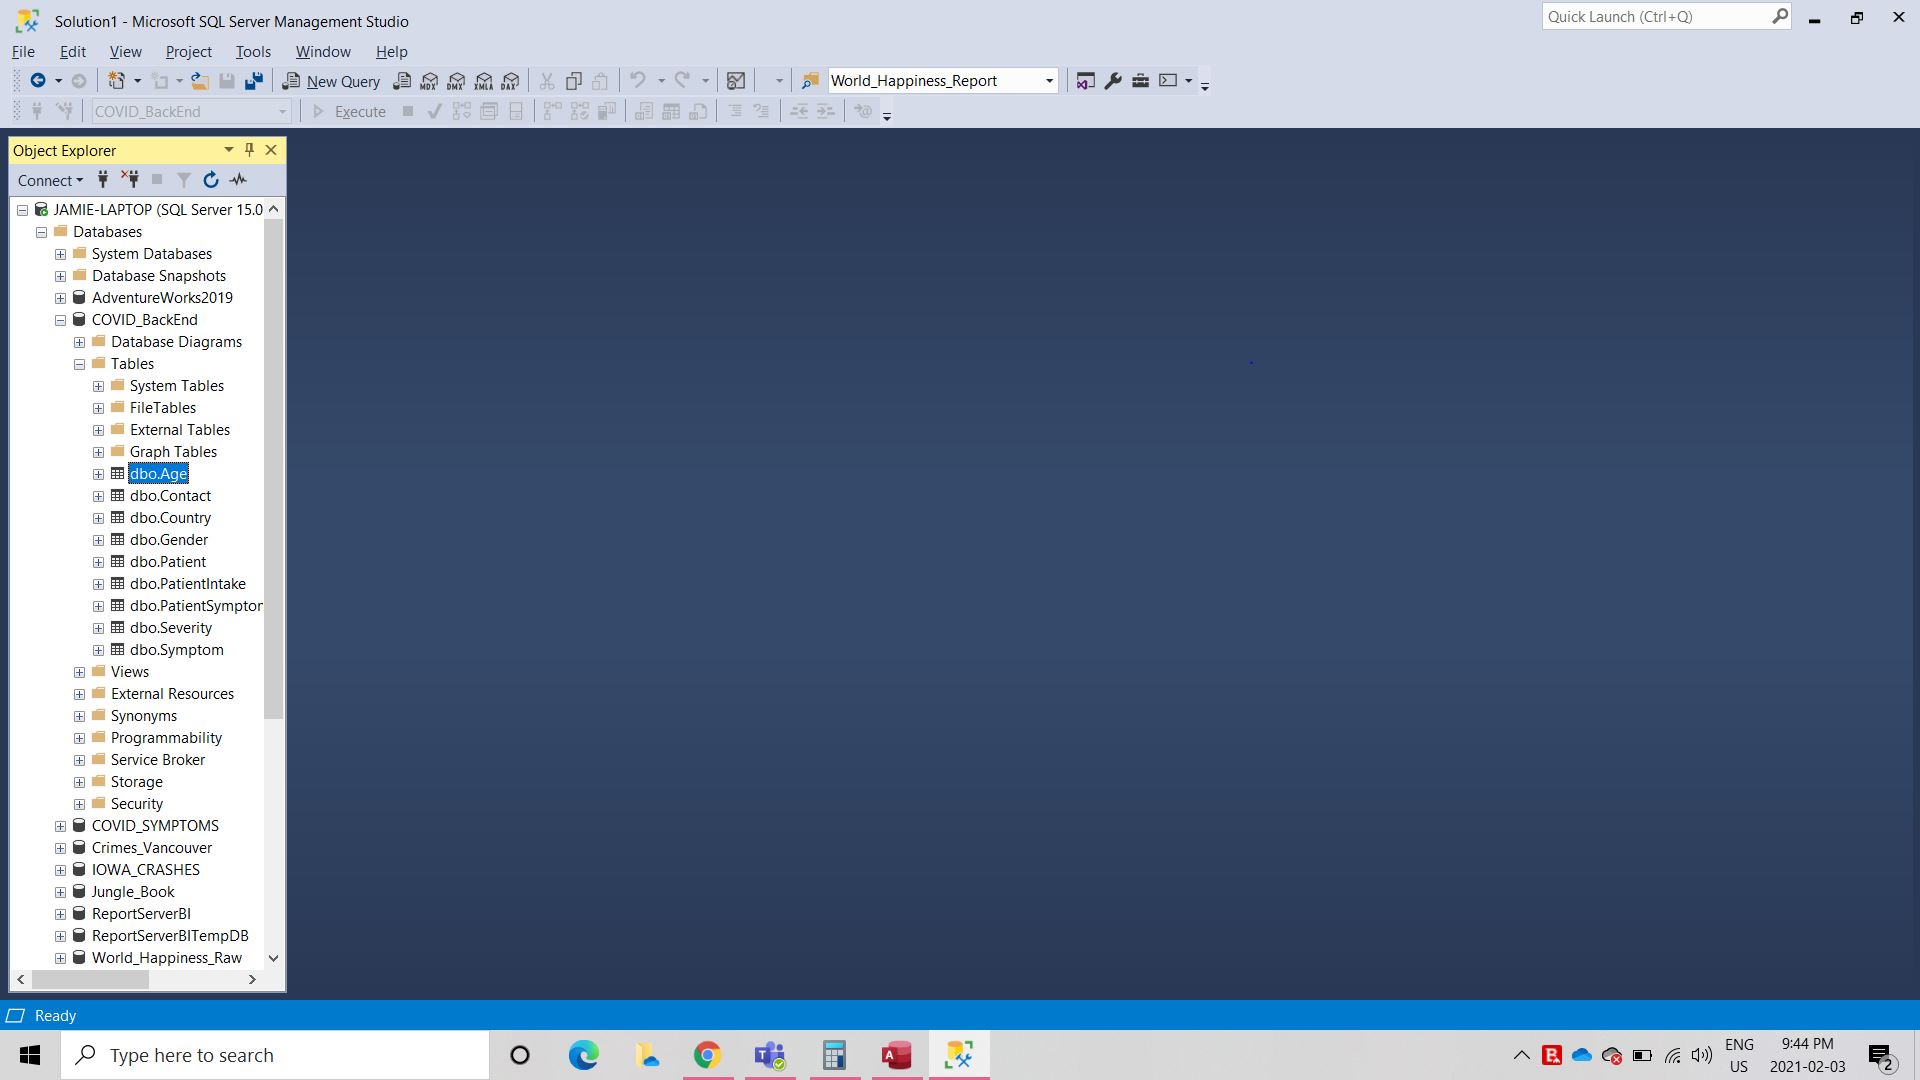 Solution1 - Microsoft SQL Server Management Studio
Quick Launch (Ctrl+Q)
File Edit View Project Tools Window Help
New Query MDX DMX XMLA DAX World_Happiness_Report
COVID_BackEnd Execute
Object Explorer
Connect
JAMIE-LAPTOP (SQL Server 15.0
Databases
System Databases
Database Snapshots
AdventureWorks2019
COVID_BackEnd
Database Diagrams
Tables
System Tables
FileTables
External Tables
Graph Tables
dbo.Age
dbo.Contact
dbo.Country
dbo.Gender
dbo.Patient
dbo.PatientIntake
dbo.PatientSymptom
dbo.Severity
dbo.Symptom
Views
External Resources
Synonyms
Programmability
Service Broker
Storage
Security
COVID_SYMPTOMS
Crimes_Vancouver
IOWA_CRASHES
Jungle_Book
ReportServerBI
ReportServerBITempDB
World_Happiness_Raw
Ready
Type here to search
ENG
US
9:44 PM
2021-02-03
2